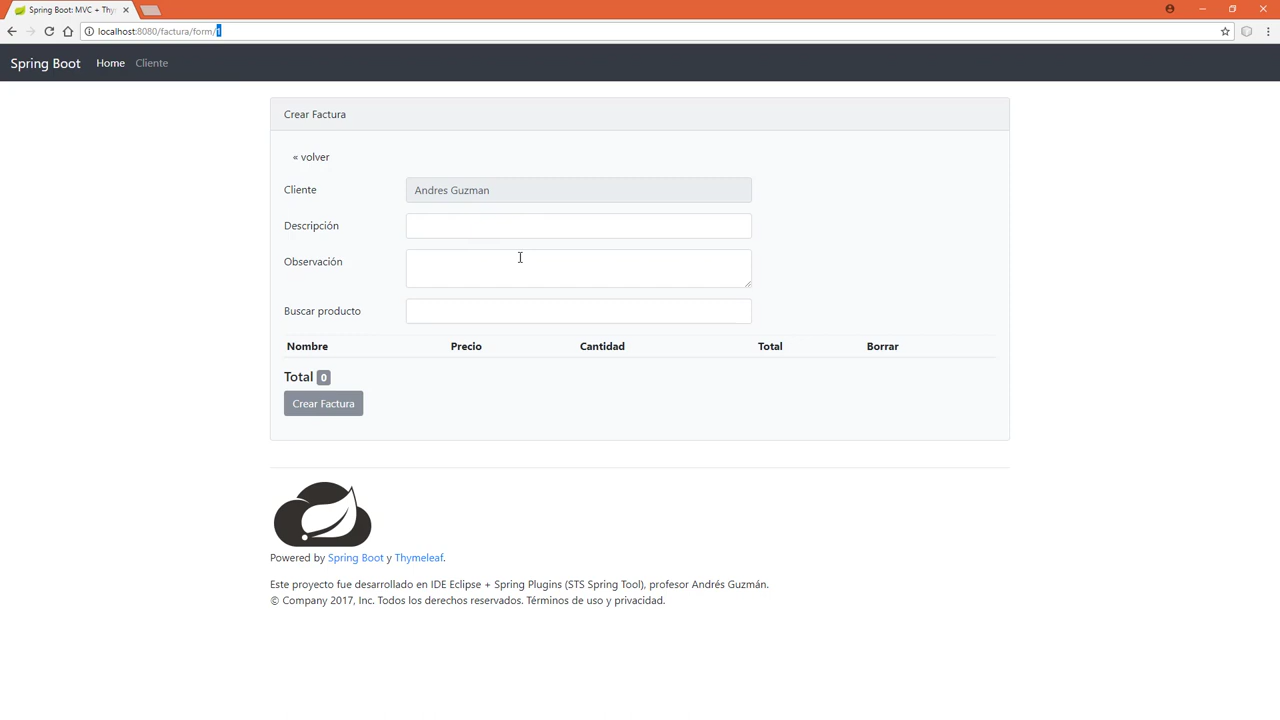 Spring Boot: MVC + Thy
localhost:8080/factura/form/1
Spring Boot Home Cliente
Crear Factura
« volver
Cliente Andres Guzman
Descripción
Observación
Buscar producto
Nombre Precio Cantidad Total Borrar
Total 0
Crear Factura
Powered by Spring Boot y Thymeleaf.
Este proyecto fue desarrollado en IDE Eclipse + Spring Plugins (STS Spring Tool), profesor Andrés Guzmán.
© Company 2017, Inc. Todos los derechos reservados. Términos de uso y privacidad.